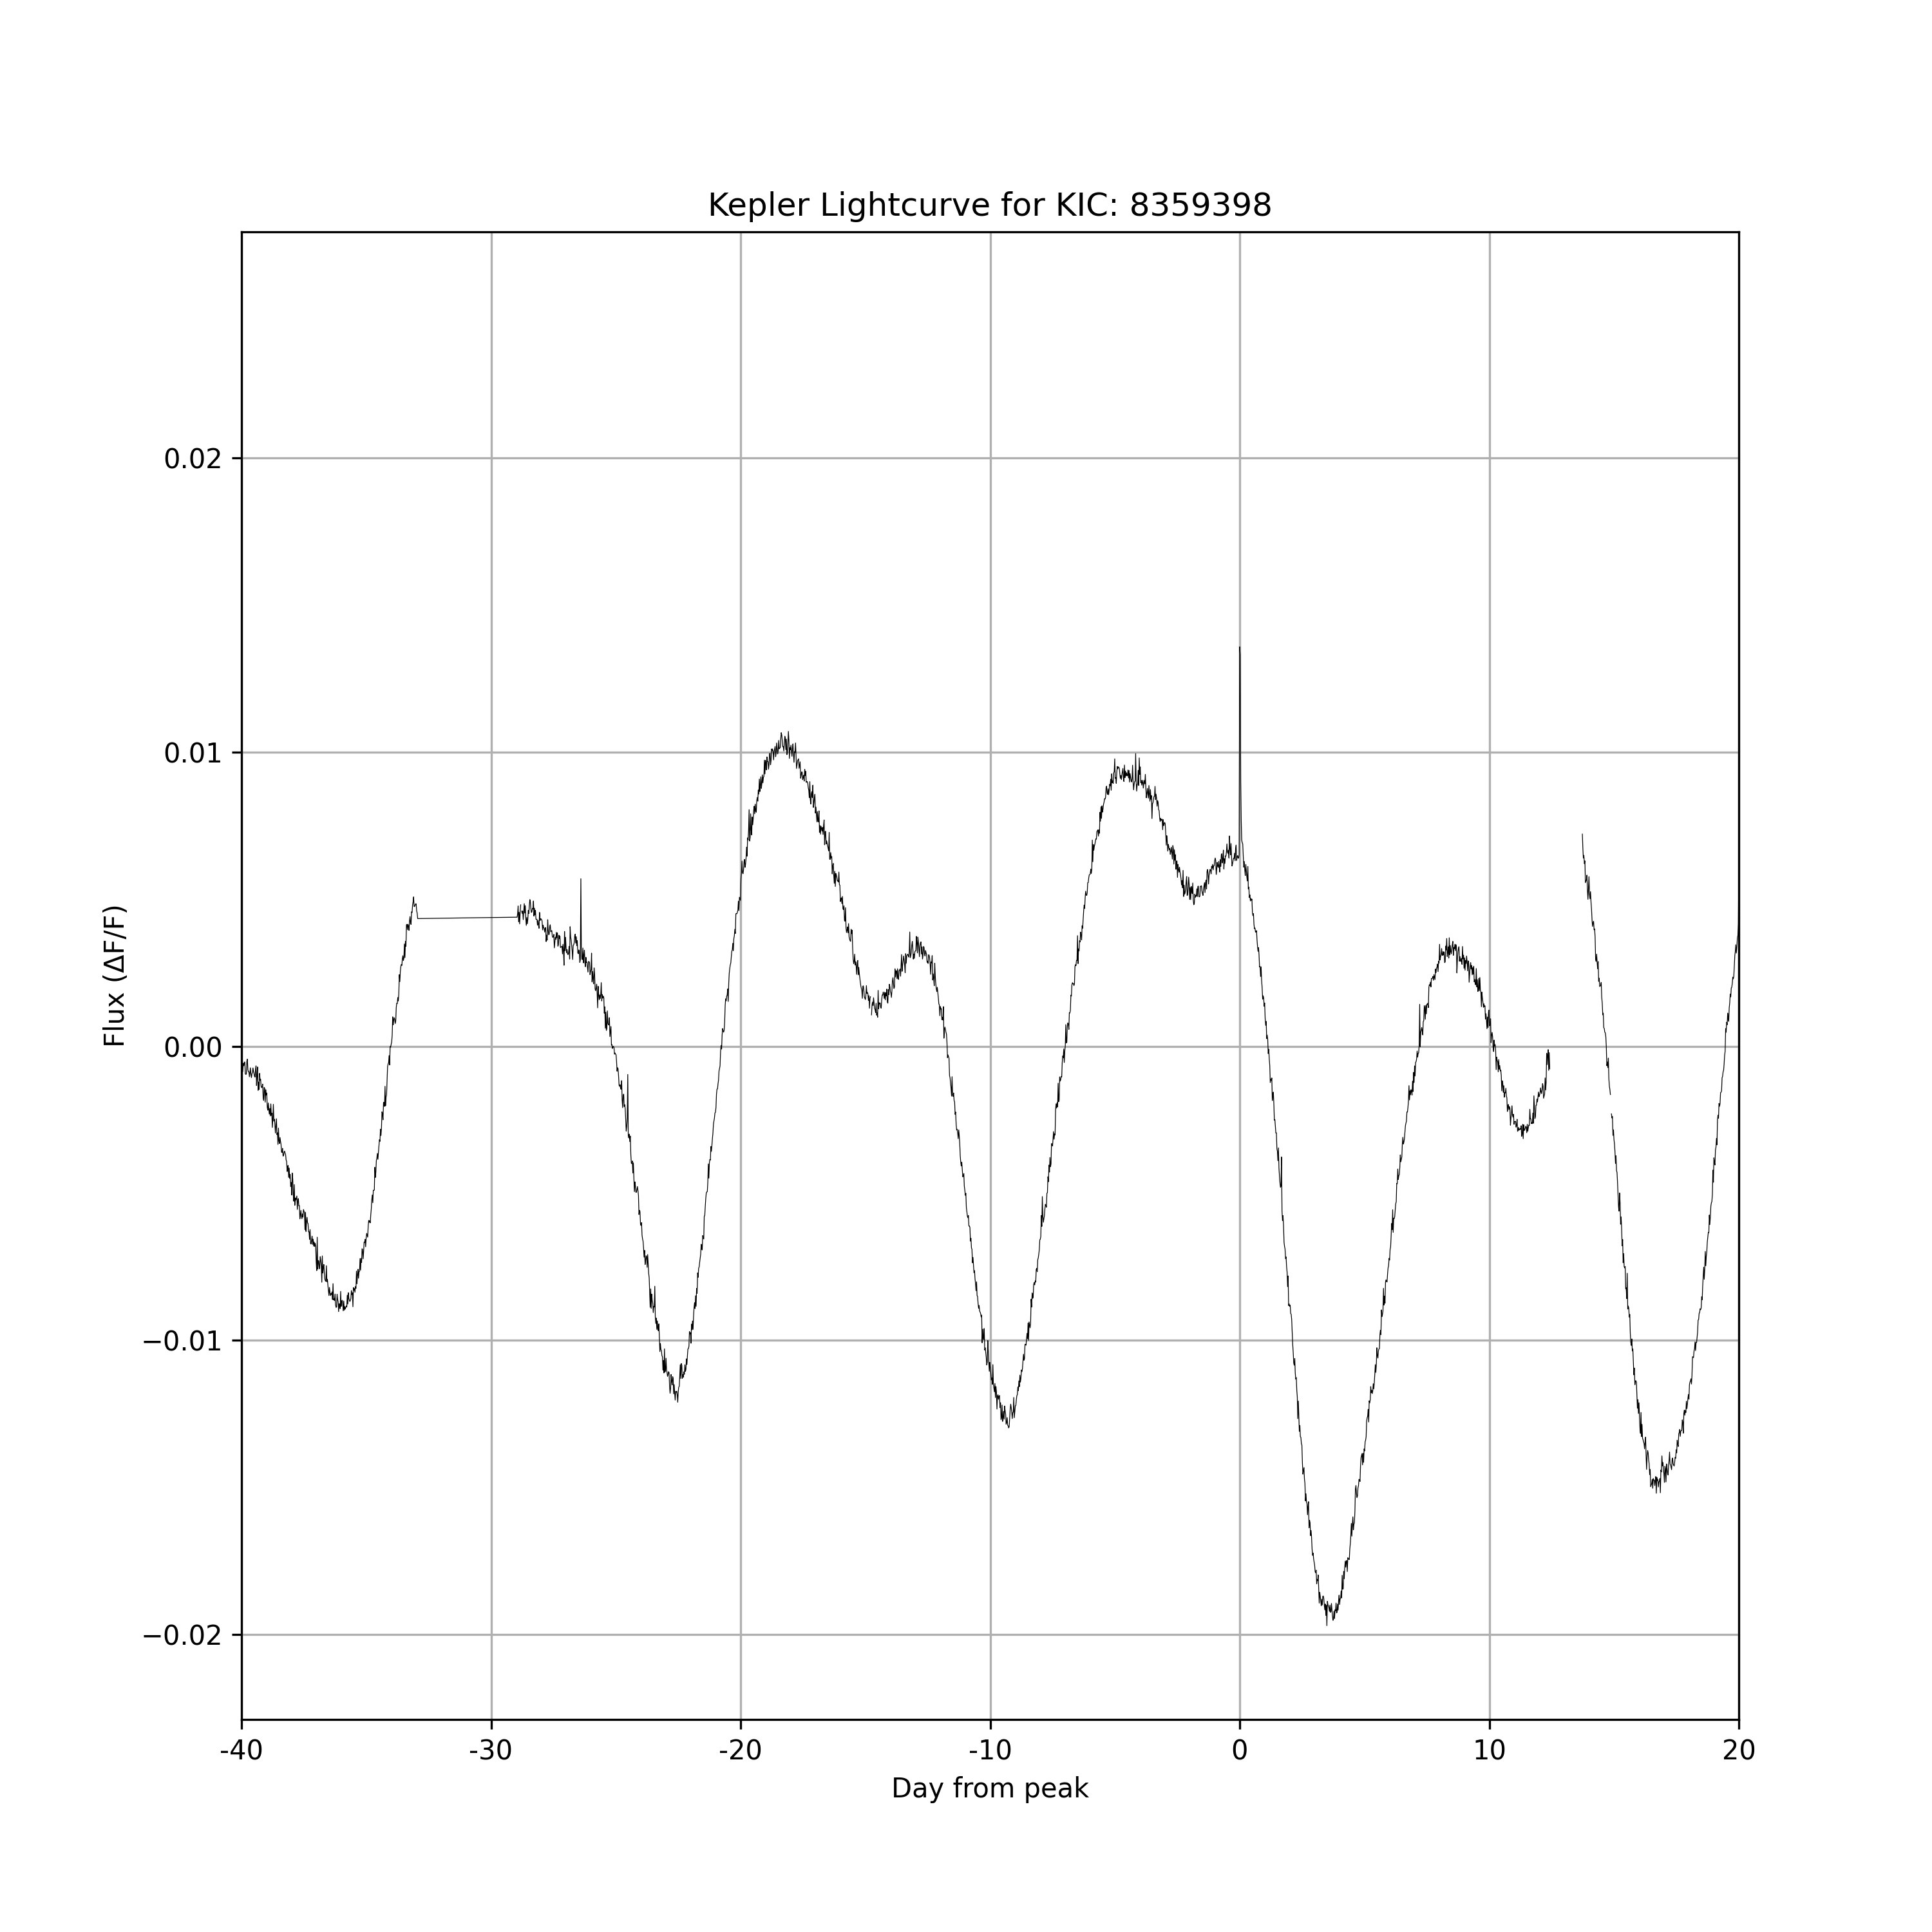 Kepler Lightcurve for KIC: 8359398
Flux (ΔF/F)
0.02
0.01
0.00
−0.01
−0.02
-40 -30 -20 -10 0 10 20
Day from peak